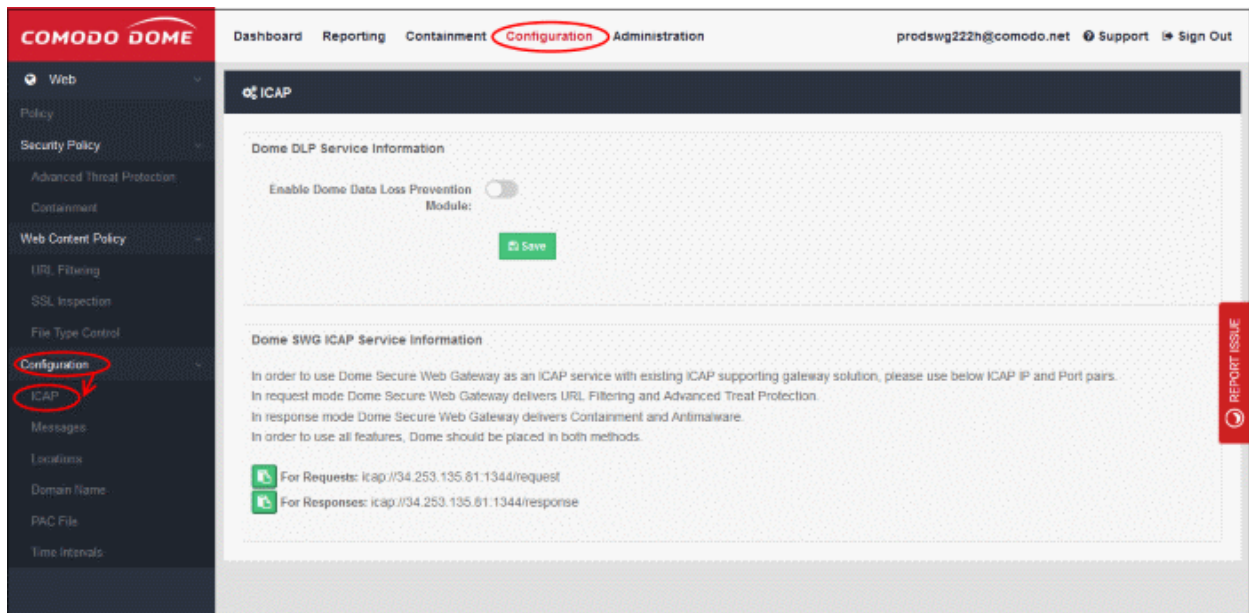 COMODO DOME
Dashboard Reporting Containment Configuration Administration prodswg222h@comodo.net Support Sign Out
Web
Policy
Security Policy
Advanced Threat Protection
Containment
Web Content Policy
URL Filtering
SSL Inspection
File Type Control
Configuration
ICAP
Messages
Locations
Domain Name
PAC File
Time Intervals
ICAP
Dome DLP Service Information
Enable Dome Data Loss Prevention
Module:
Save
Dome SWG ICAP Service Information
In order to use Dome Secure Web Gateway as an ICAP service with existing ICAP supporting gateway solution, please use below ICAP IP and Port pairs.
In request mode Dome Secure Web Gateway delivers URL Filtering and Advanced Treat Protection.
In response mode Dome Secure Web Gateway delivers Containment and Antimalware.
In order to use all features, Dome should be placed in both methods.
For Requests: icap://34.253.135.61:1344/request
For Responses: icap://34.253.135.61:1344/response
REPORT ISSUE